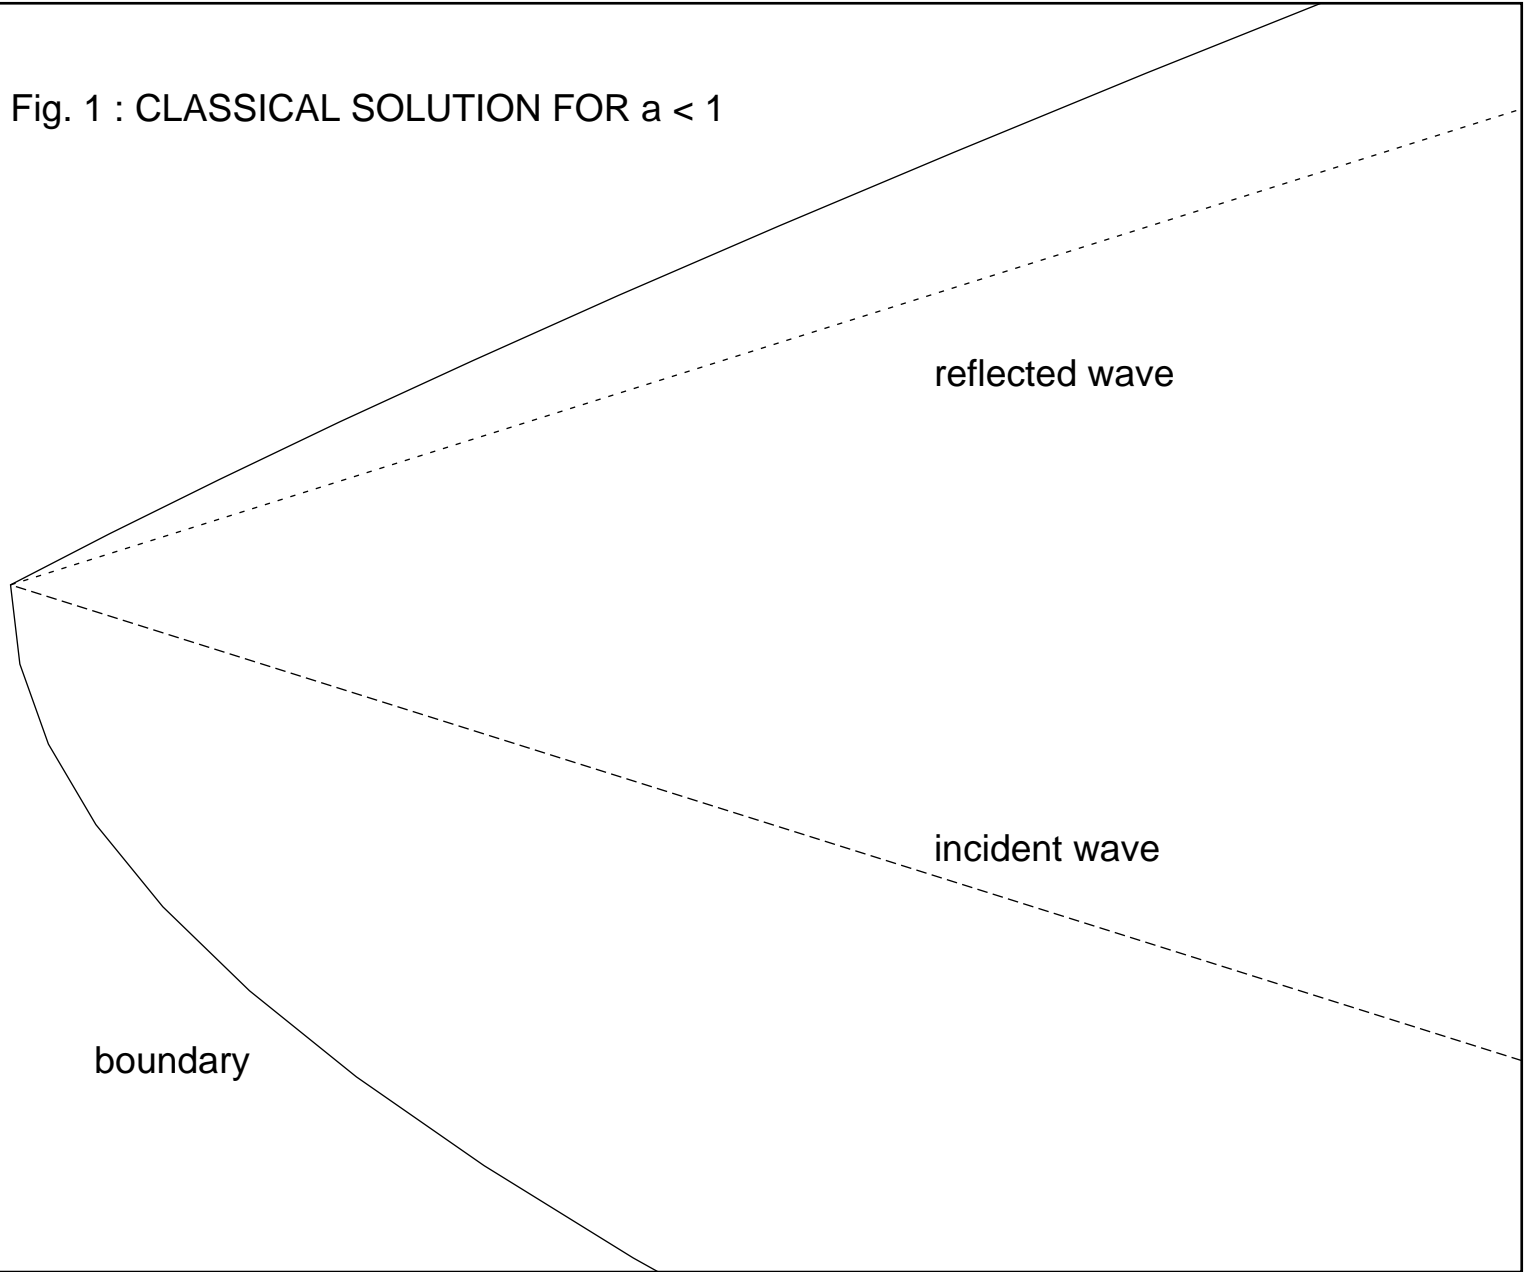 Fig. 1 : CLASSICAL SOLUTION FOR a < 1
reflected wave
incident wave
boundary